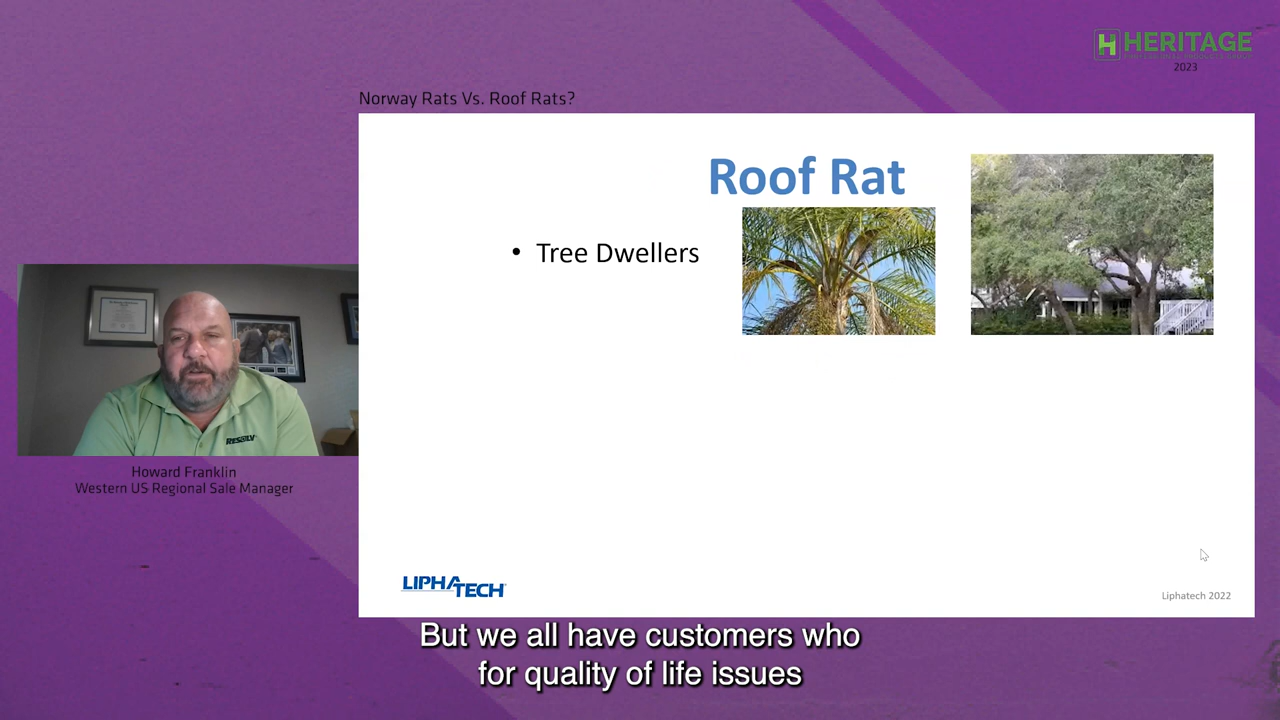 HERITAGE
2023
Norway Rats Vs. Roof Rats?
Roof Rat
• Tree Dwellers
RESOLV
Howard Franklin
Western US Regional Sale Manager
LIPHATECH
Liphatech 2022
But we all have customers who
for quality of life issues